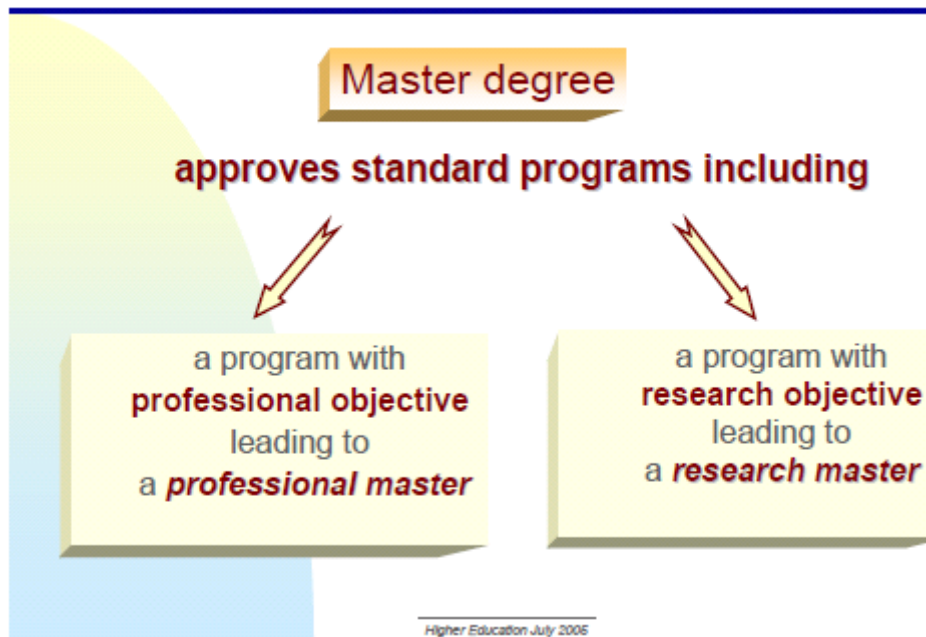 Master degree
approves standard programs including
a program with
professional objective
leading to
a professional master
a program with
research objective
leading to
a research master
Higher Education July 2005